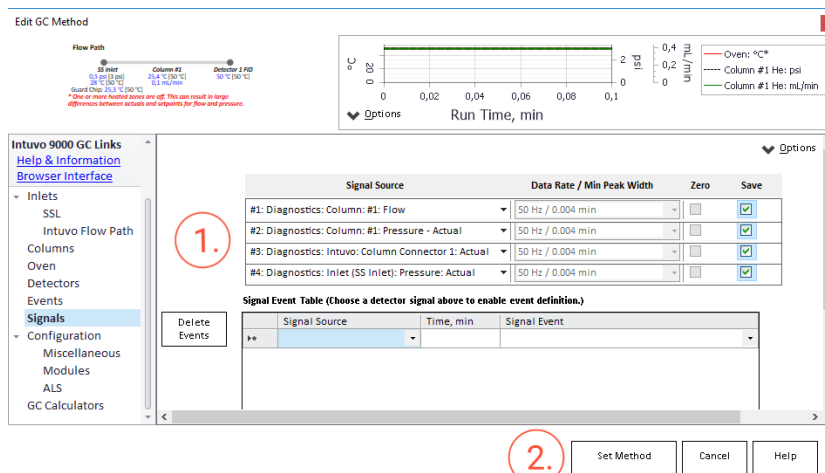 Edit GC Method
Flow Path
SS Inlet
0,5 psi [3 psi]
28 °C [50 °C]
Guard Chip: 25,3 °C [50 °C]
Column #1
25,4 °C [50 °C]
0,1 mL/min
Detector 1 FID
50 °C [50 °C]
* One or more heated zones are off. This can result in large
differences between actuals and setpoints for flow and pressure.
°C
20
0
0 0,02 0,04 0,06 0,08 0,1
Run Time, min
Options
2
0
psi
0,4
0,2
0
mL/min
Oven: °C*
Column #1 He: psi
Column #1 He: mL/min
Intuvo 9000 GC Links
Help & Information
Browser Interface
Inlets
SSL
Intuvo Flow Path
Columns
Oven
Detectors
Events
Signals
Configuration
Miscellaneous
Modules
ALS
GC Calculators
Options
Signal Source Data Rate / Min Peak Width Zero Save
#1: Diagnostics: Column: #1: Flow 50 Hz / 0.004 min
#2: Diagnostics: Column: #1: Pressure - Actual 50 Hz / 0.004 min
#3: Diagnostics: Intuvo: Column Connector 1: Actual 50 Hz / 0.004 min
#4: Diagnostics: Inlet (SS Inlet): Pressure: Actual 50 Hz / 0.004 min
1.
Signal Event Table (Choose a detector signal above to enable event definition.)
Delete
Events
Signal Source Time, min Signal Event
2.
Set Method Cancel Help